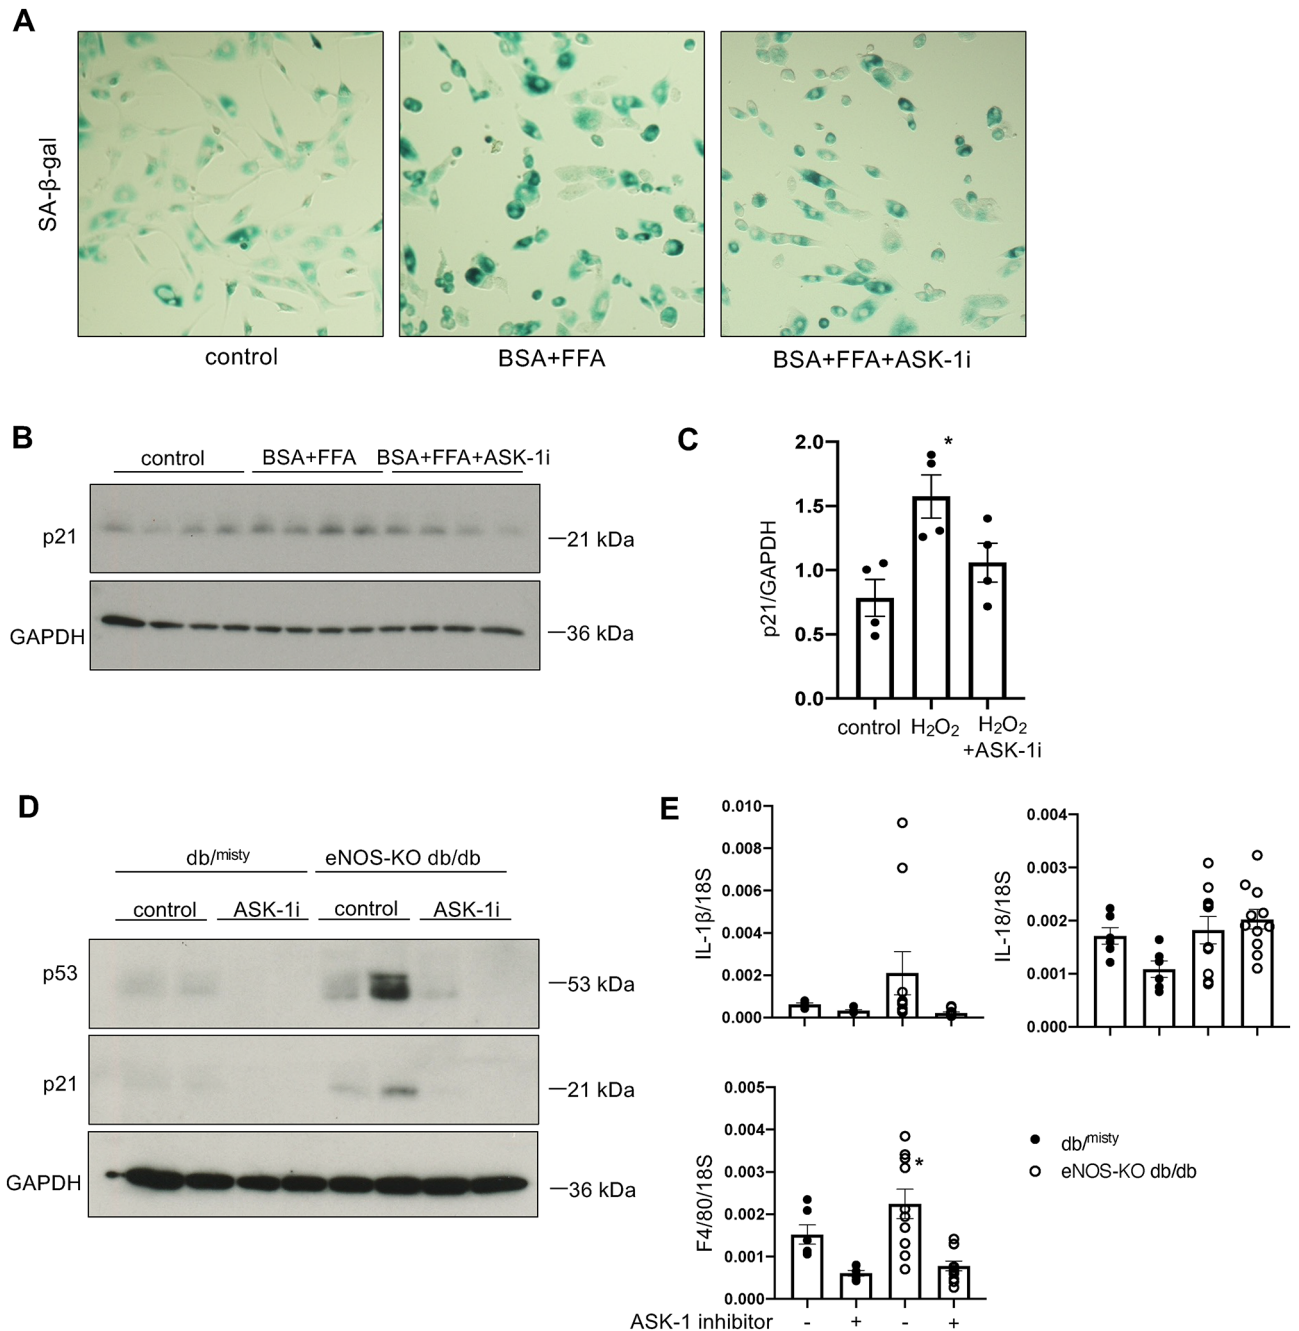 A
SA-β-gal
control
BSA+FFA
BSA+FFA+ASK-1i
B
control
BSA+FFA
BSA+FFA+ASK-1i
p21
21 kDa
GAPDH
36 kDa
C
2.0
1.5
1.0
0.5
0.0
p21/GAPDH
*
control
H2O2
H2O2
+ASK-1i
D
db/misty
eNOS-KO db/db
control
ASK-1i
control
ASK-1i
p53
53 kDa
p21
21 kDa
GAPDH
36 kDa
E
0.010
0.008
0.006
0.004
0.002
0.000
IL-1β/18S
0.004
0.003
0.002
0.001
0.000
IL-18/18S
0.005
0.004
0.003
0.002
0.001
0.000
F4/80/18S
*
ASK-1 inhibitor - + - +
db/misty
eNOS-KO db/db